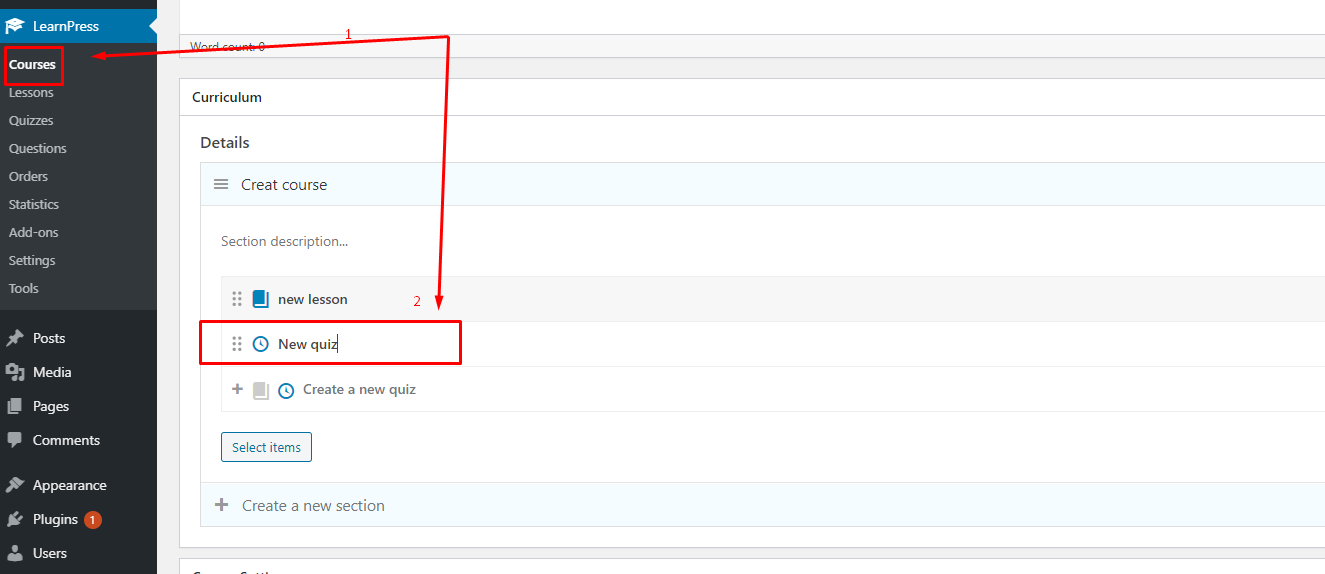 LearnPress
Courses
Lessons
Quizzes
Questions
Orders
Statistics
Add-ons
Settings
Tools
Posts
Media
Pages
Comments
Appearance
Plugins 1
Users
1
Word count: 0
Curriculum
Details
Creat course
Section description...
new lesson
2
New quiz
+ Create a new quiz
Select items
+ Create a new section